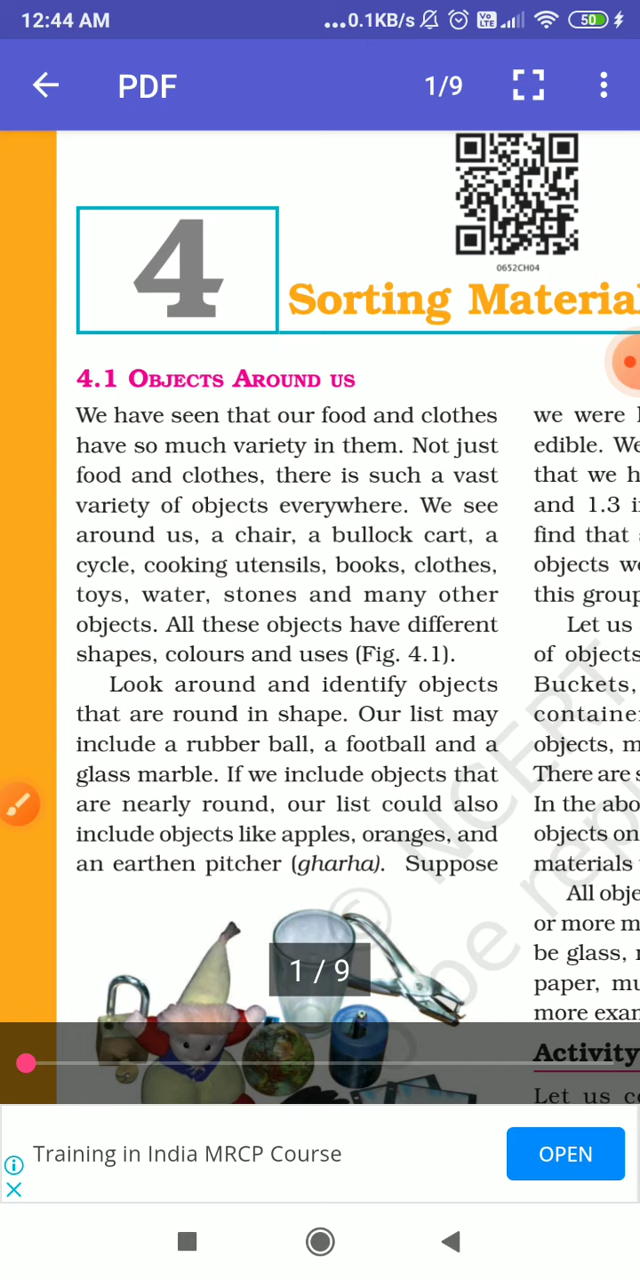 12:44 AM
...0.1KB/s
Vo
LTE
50
PDF
1/9
0652CH04
4
Sorting Materia
4.1 OBJECTS AROUND US
We have seen that our food and clothes
have so much variety in them. Not just
food and clothes, there is such a vast
variety of objects everywhere. We see
around us, a chair, a bullock cart, a
cycle, cooking utensils, books, clothes,
toys, water, stones and many other
objects. All these objects have different
shapes, colours and uses (Fig. 4.1).
Look around and identify objects
that are round in shape. Our list may
include a rubber ball, a football and a
glass marble. If we include objects that
are nearly round, our list could also
include objects like apples, oranges, and
an earthen pitcher (gharha). Suppose
we were
edible. We
that we h
and 1.3 i
find that
objects we
this group
Let us
of objects
Buckets,
container
objects, m
There are s
In the abo
objects on
materials
All obje
or more m
be glass,
paper, mu
more exam
Activity
Let us co
© NCERT
be rep
1 / 9
Training in India MRCP Course
OPEN